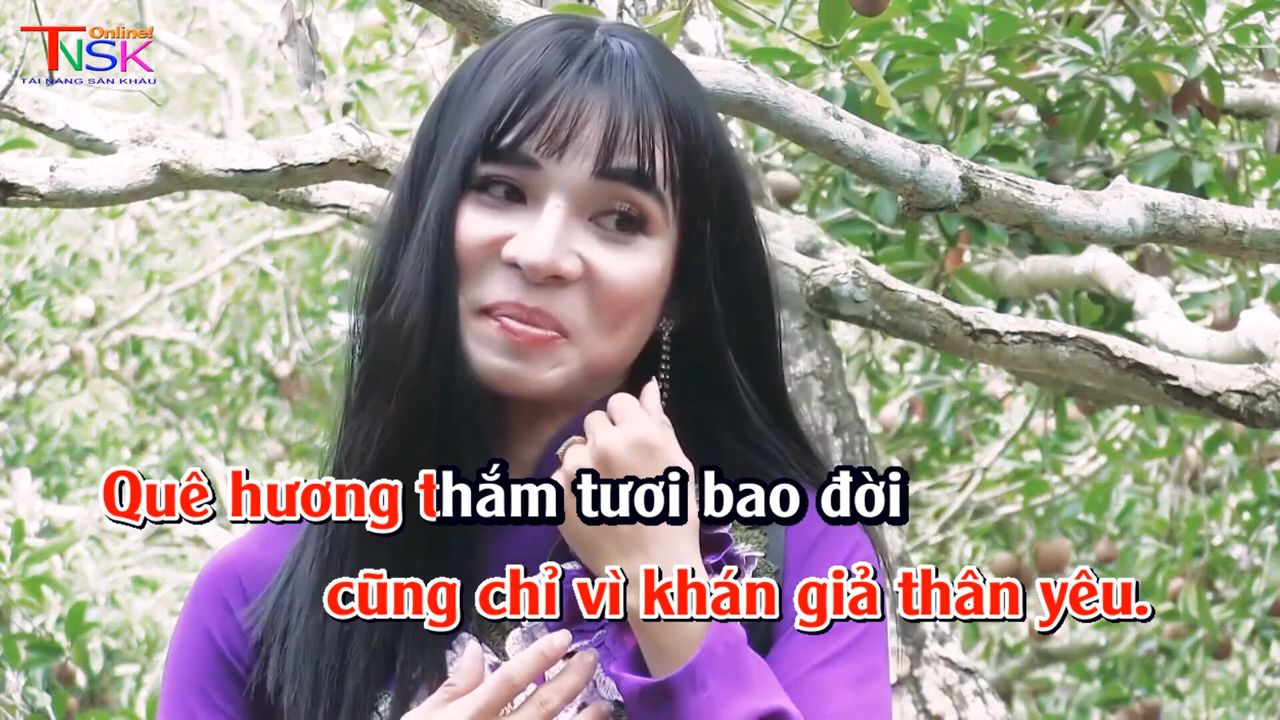 Online!
TNSK
TÀI NĂNG SÂN KHẤU
Quê hương thắm tươi bao đời
cũng chỉ vì khán giả thân yêu.